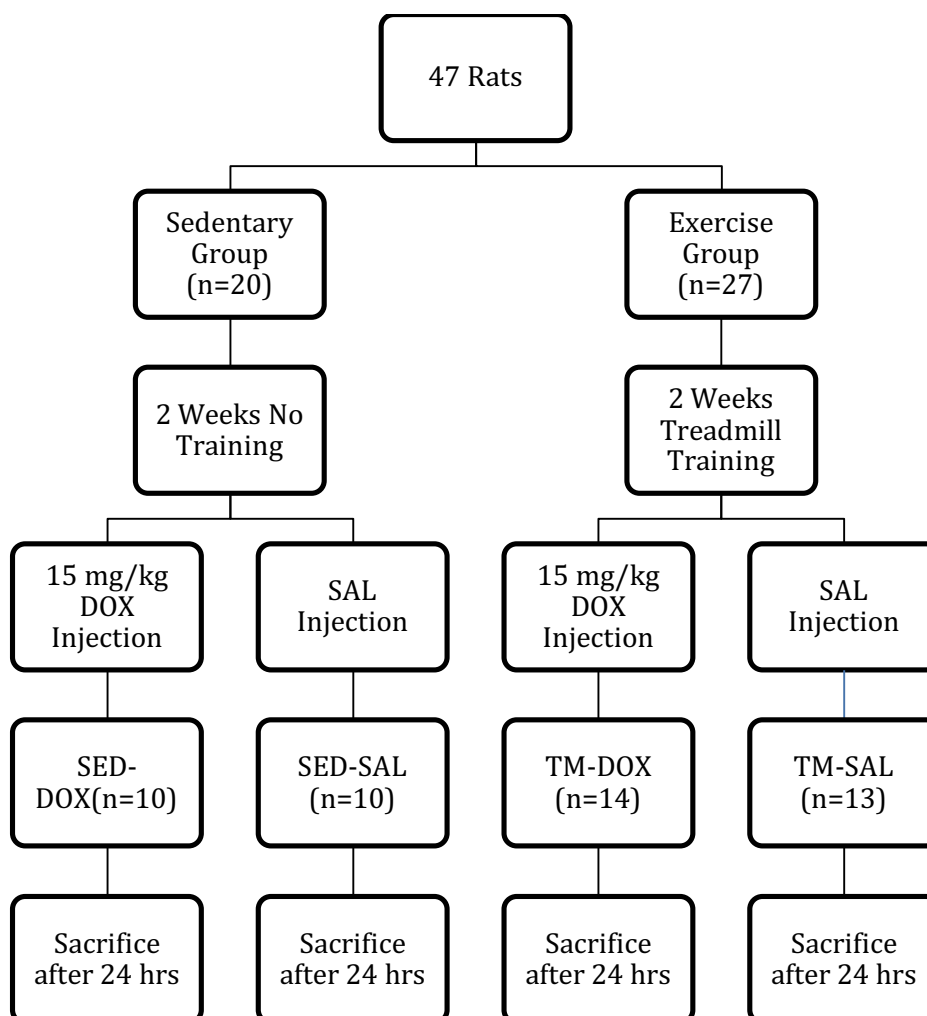 47 Rats
Sedentary
Group
(n=20)
Exercise
Group
(n=27)
2 Weeks No
Training
2 Weeks
Treadmill
Training
15 mg/kg
DOX
Injection
SAL
Injection
15 mg/kg
DOX
Injection
SAL
Injection
SED-
DOX(n=10)
SED-SAL
(n=10)
TM-DOX
(n=14)
TM-SAL
(n=13)
Sacrifice
after 24 hrs
Sacrifice
after 24 hrs
Sacrifice
after 24 hrs
Sacrifice
after 24 hrs